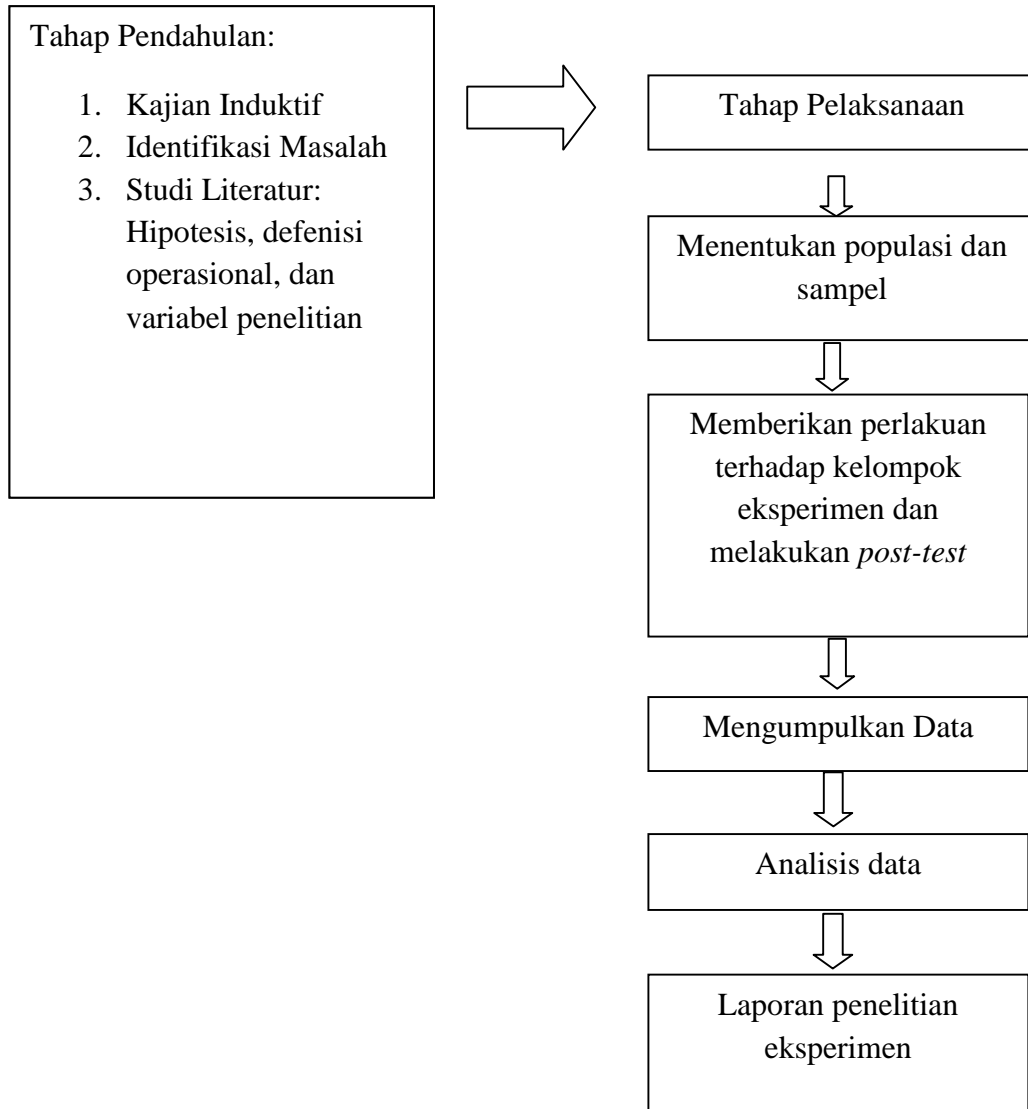 Tahap Pendahulan:
1. Kajian Induktif
2. Identifikasi Masalah
3. Studi Literatur:
Hipotesis, defenisi
operasional, dan
variabel penelitian
Tahap Pelaksanaan
Menentukan populasi dan
sampel
Memberikan perlakuan
terhadap kelompok
eksperimen dan
melakukan post-test
Mengumpulkan Data
Analisis data
Laporan penelitian
eksperimen